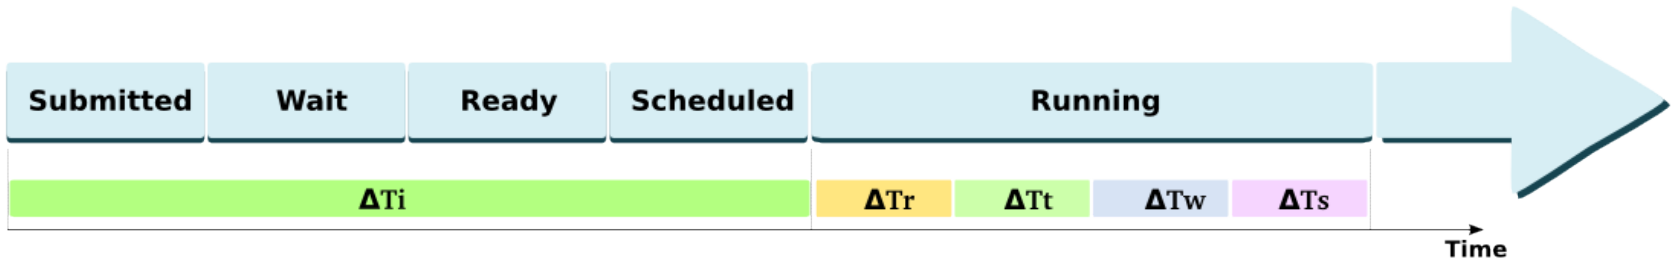 Submitted Wait Ready Scheduled Running
ΔTi ΔTr ΔTt ΔTw ΔTs
Time